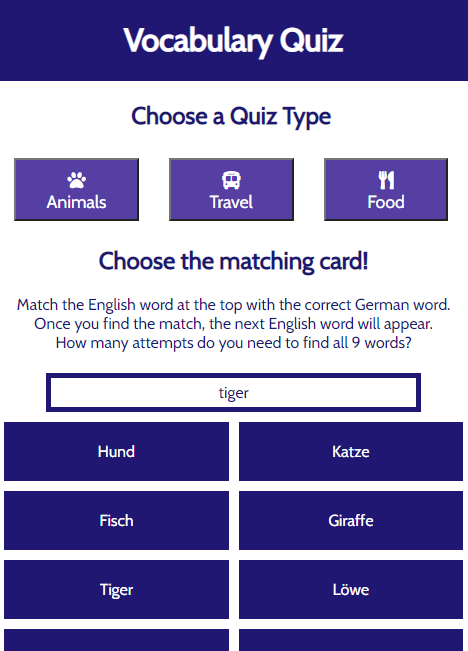 Vocabulary Quiz
Choose a Quiz Type
Animals
Travel
Food
Choose the matching card!
Match the English word at the top with the correct German word.
Once you find the match, the next English word will appear.
How many attempts do you need to find all 9 words?
tiger
Hund
Katze
Fisch
Giraffe
Tiger
Löwe